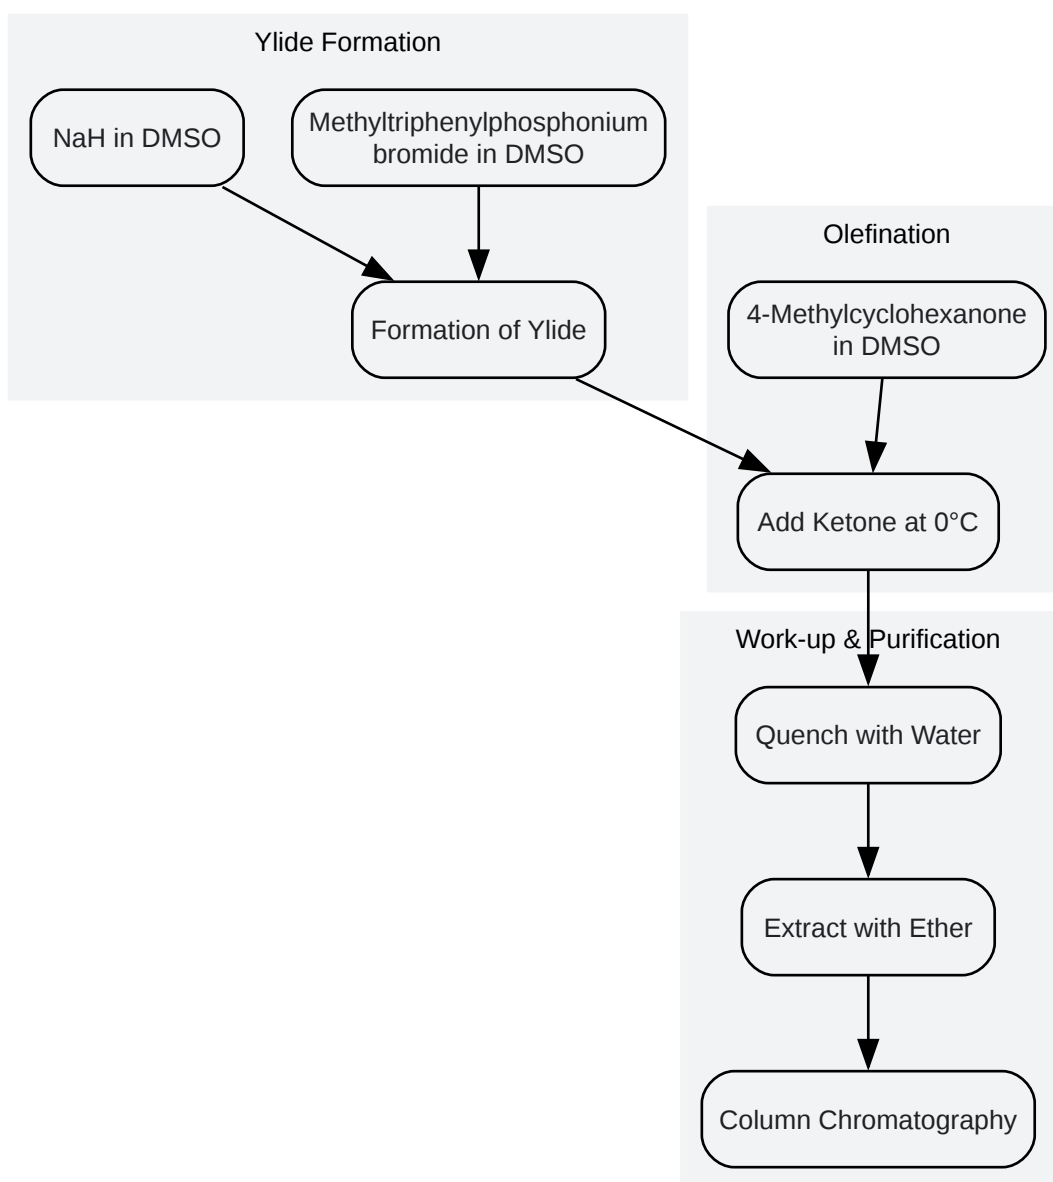 Ylide Formation
NaH in DMSO
Methyltriphenylphosphonium
bromide in DMSO
Formation of Ylide
Olefination
4-Methylcyclohexanone
in DMSO
Add Ketone at 0°C
Work-up & Purification
Quench with Water
Extract with Ether
Column Chromatography